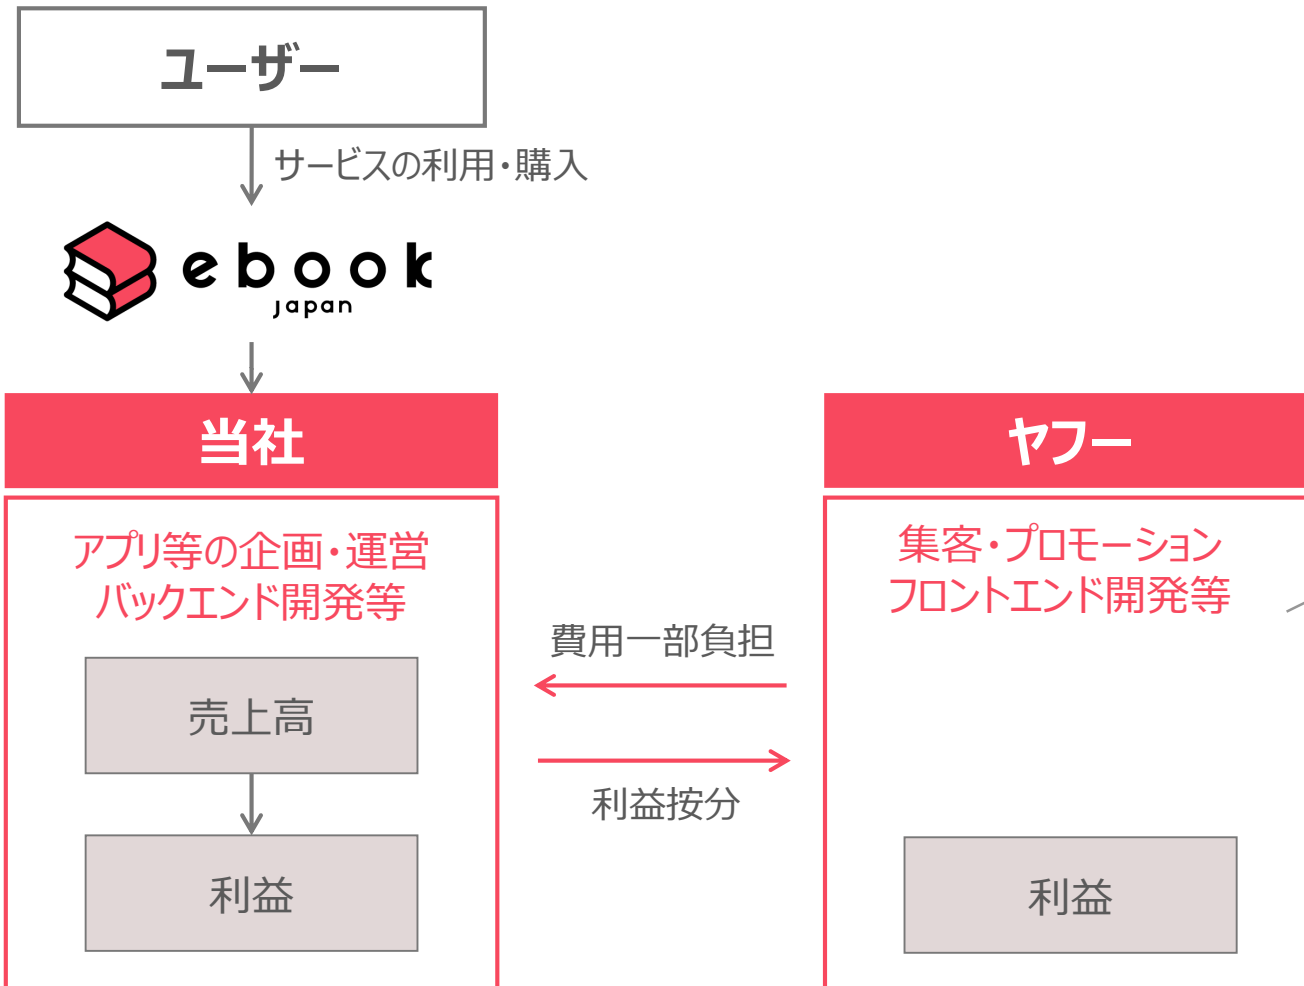 ユーザー
サービスの利用・購入
ebook
japan
当社
ヤフー
アプリ等の企画・運営
バックエンド開発等
集客・プロモーション
フロントエンド開発等
費用一部負担
売上高
利益按分
利益
利益